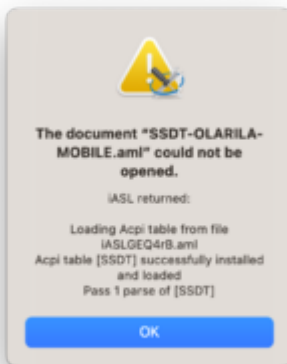 The document "SSDT-OLARILA-
MOBILE.aml" could not be
opened.
iASL returned:
Loading Acpi table from file
iASLGEQ4rB.aml
Acpi table [SSDT] successfully installed
and loaded
Pass 1 parse of [SSDT]
OK